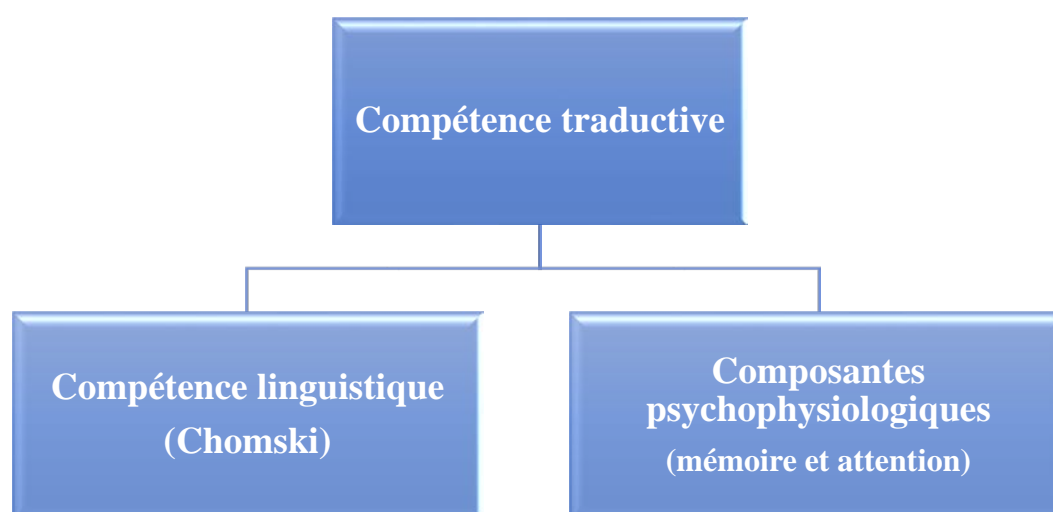 Compétence traductive
Compétence linguistique
(Chomski)
Composantes
psychophysiologiques
(mémoire et attention)